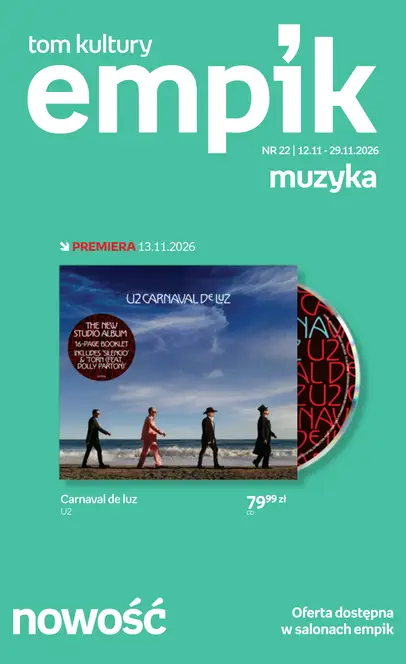 tom kultury
empik
NR 22 | 12.11 - 29.11.2026
muzyka
PREMIERA 13.11.2026
U2 CARNAVAL DE LUZ
THE NEW
STUDIO ALBUM
16-PAGE BOOKLET
INCLUDES 'SILENCIO'
& 'TORN (FEAT.
DOLLY PARTON)'
Carnaval de luz
U2
79,99 zł
CD
nowość
Oferta dostępna
w salonach empik